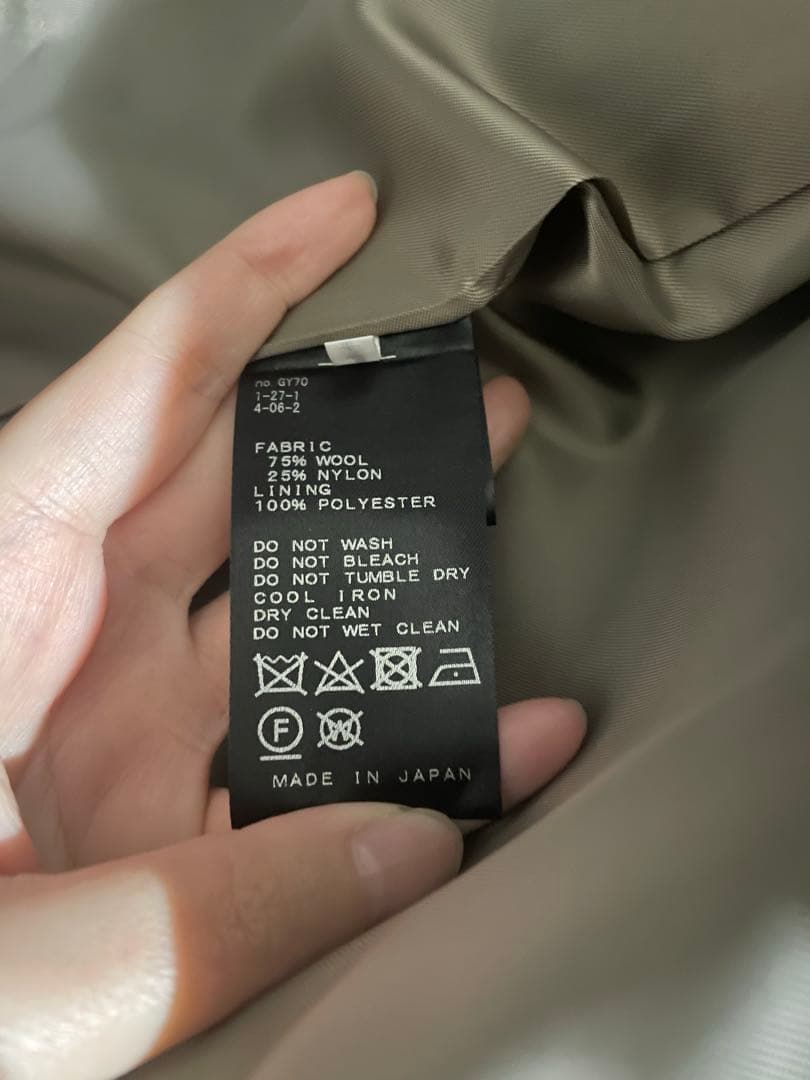 no GY70
1-27-1
4-06-2
FABRIC
75% WOOL
25% NYLON
LINING
100% POLYESTER
DO NOT WASH
DO NOT BLEACH
DO NOT TUMBLE DRY
COOL IRON
DRY CLEAN
DO NOT WET CLEAN
F
W
MADE IN JAPAN